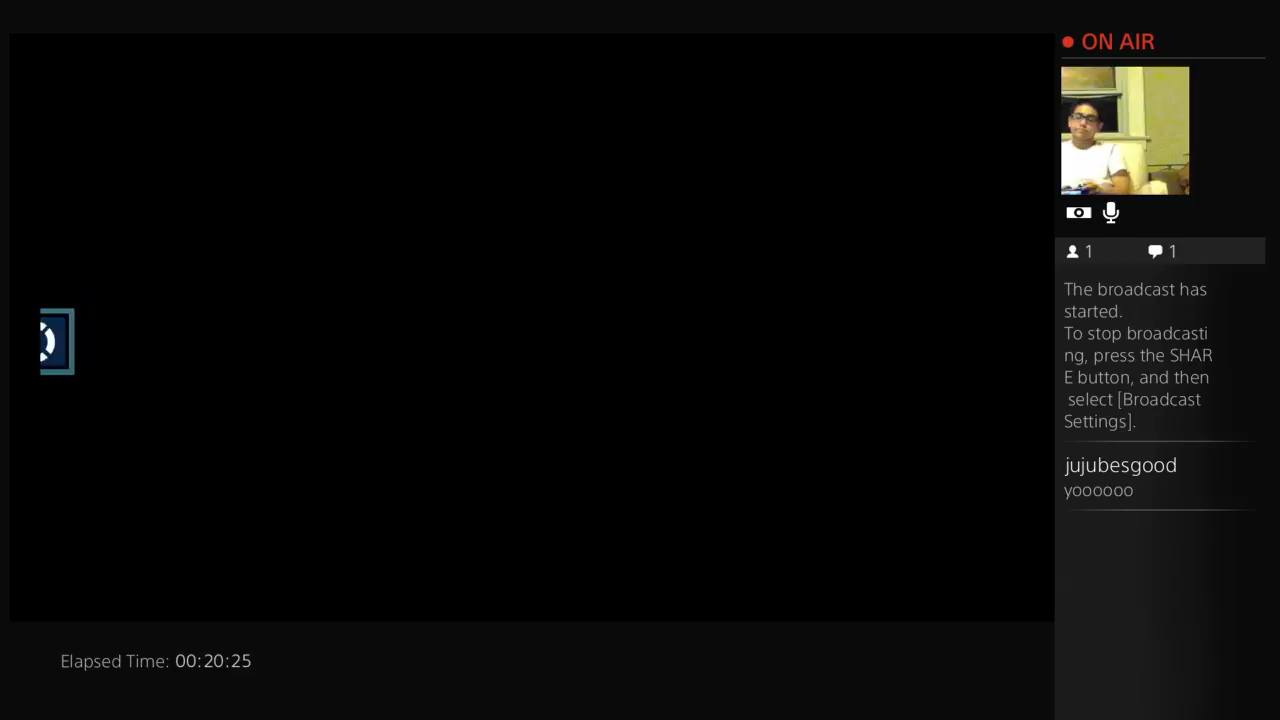 ON AIR
1 1
The broadcast has
started.
To stop broadcasti
ng, press the SHAR
E button, and then
select [Broadcast
Settings].
jujubesgood
yoooooo
Elapsed Time: 00:20:25